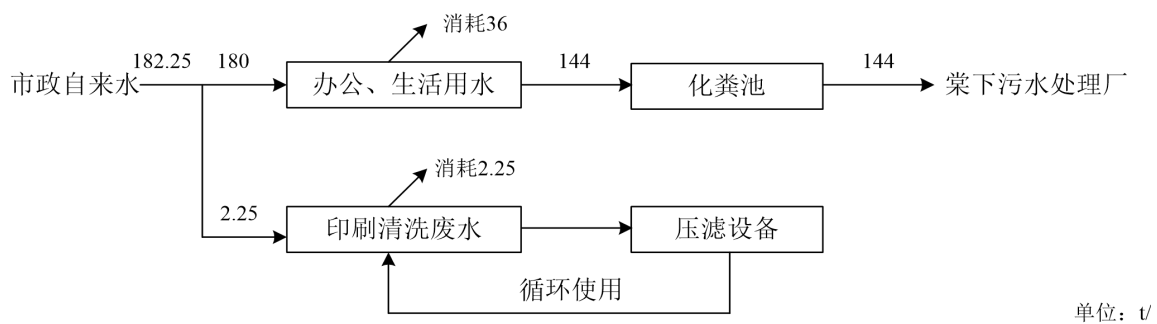 消耗36
182.25
180
144
144
市政自来水
办公、生活用水
化粪池
棠下污水处理厂
消耗2.25
2.25
印刷清洗废水
压滤设备
循环使用
单位：t/